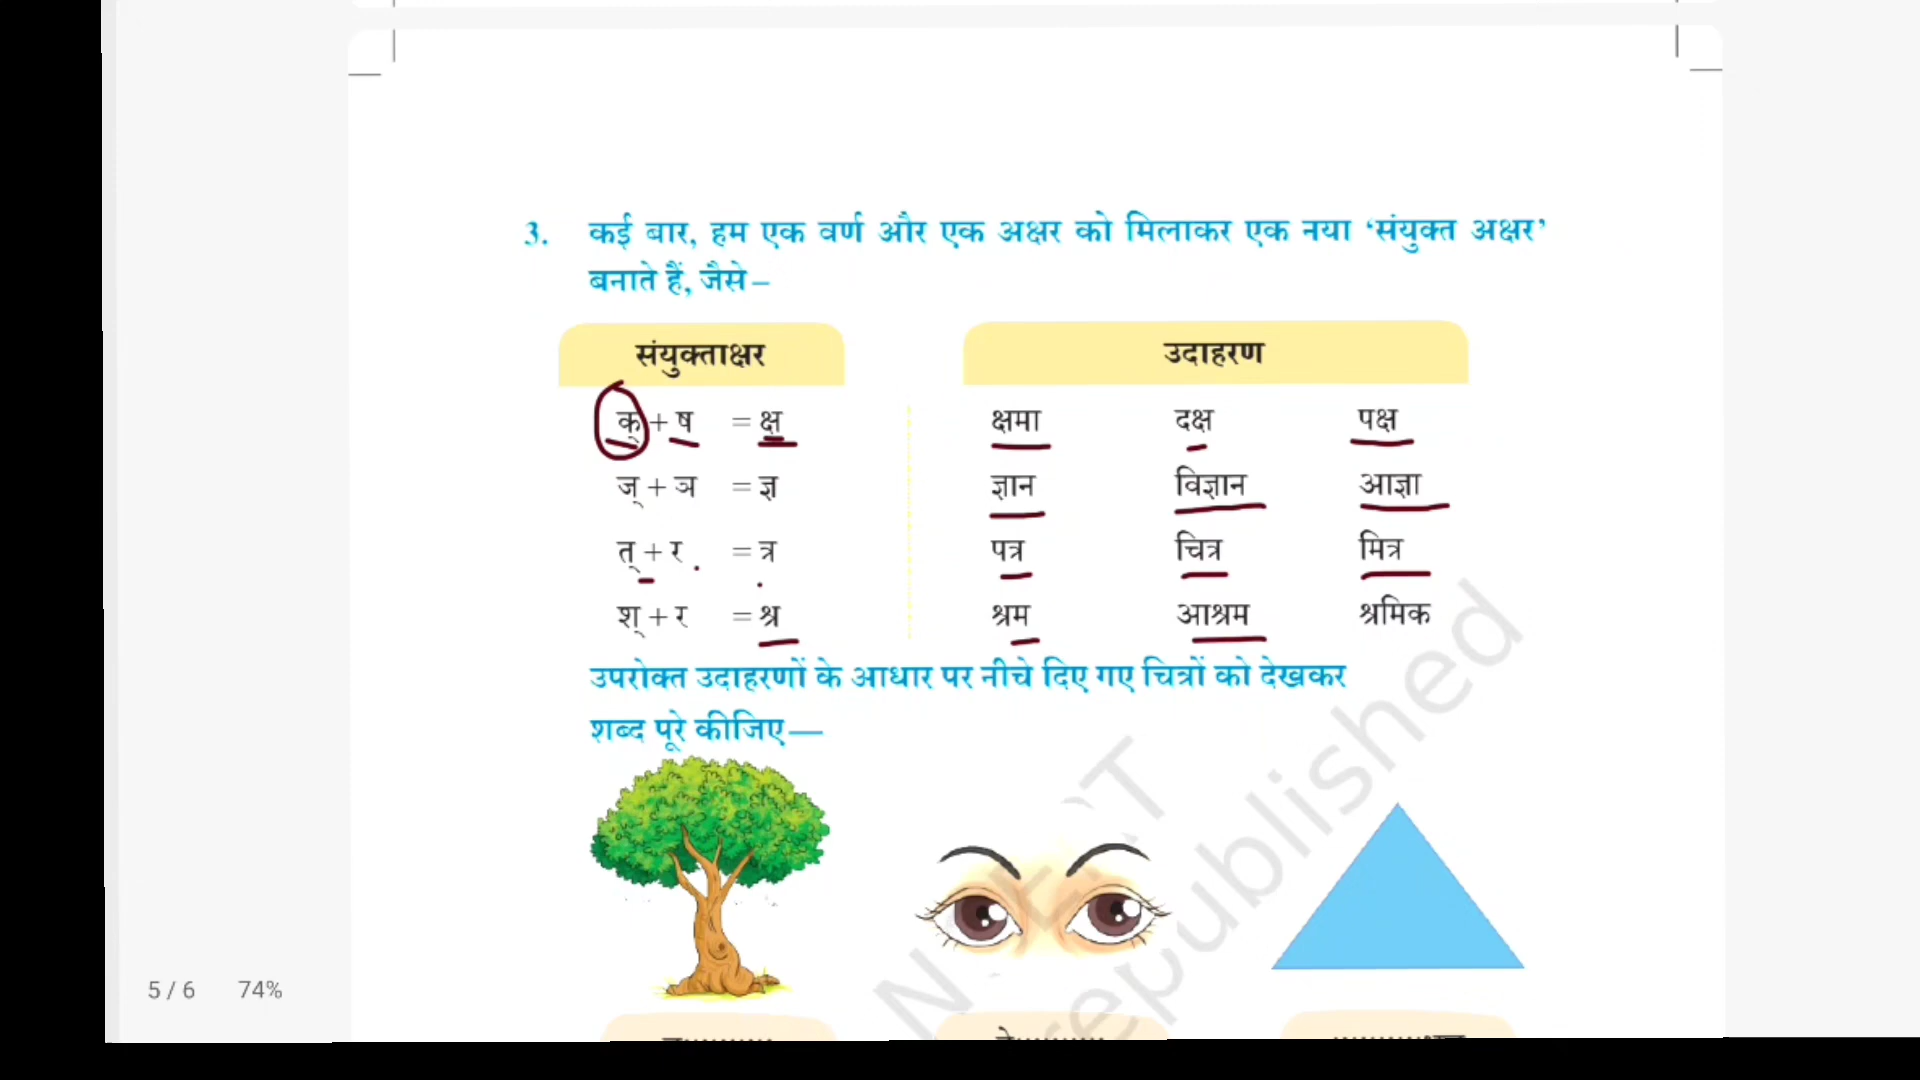 3. कई बार, हम एक वर्ण और एक अक्षर को मिलाकर एक नया ‘संयुक्त अक्षर’
बनाते हैं, जैसे–
संयुक्ताक्षर उदाहरण
क् + ष = क्ष क्षमा दक्ष पक्ष
ज् + ञ = ज्ञ ज्ञान विज्ञान आज्ञा
त् + र = त्र पत्र चित्र मित्र
श् + र = श्र श्रम आश्रम श्रमिक
उपरोक्त उदाहरणों के आधार पर नीचे दिए गए चित्रों को देखकर
शब्द पूरे कीजिए—
republished
5 / 6 74%